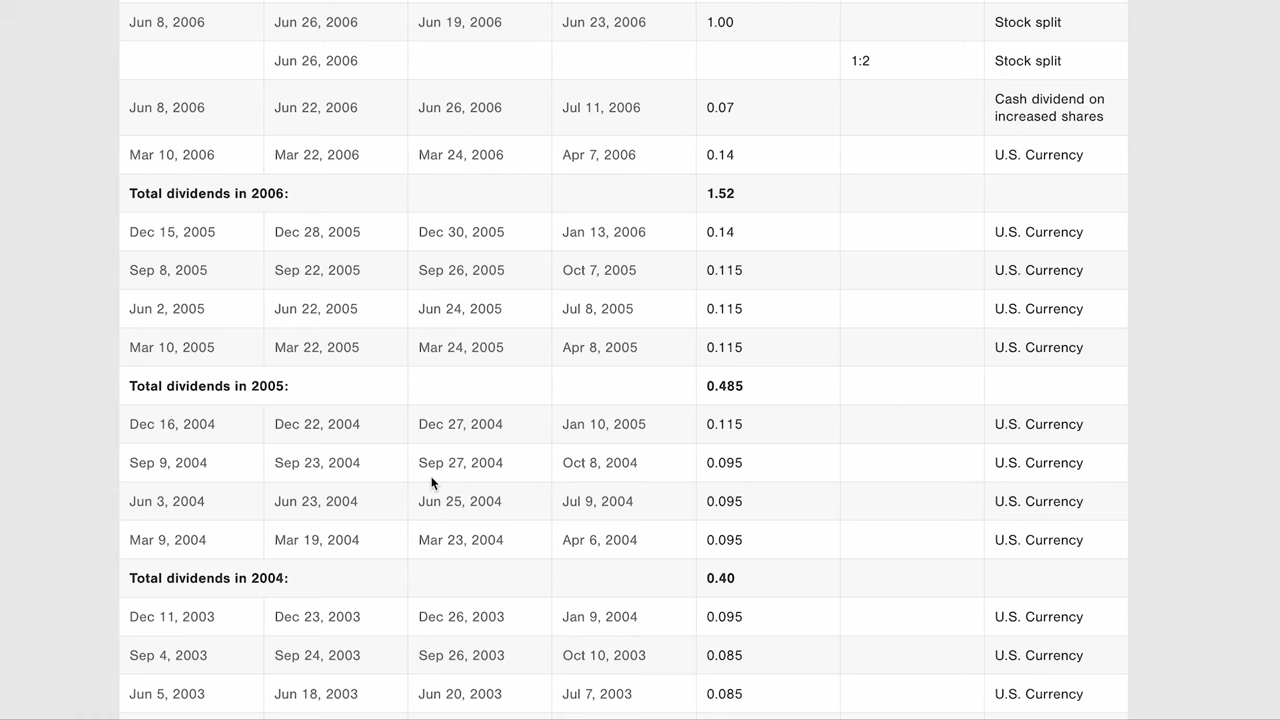 Jun 8, 2006 Jun 26, 2006 Jun 19, 2006 Jun 23, 2006 1.00 Stock split
Jun 26, 2006 1:2 Stock split
Jun 8, 2006 Jun 22, 2006 Jun 26, 2006 Jul 11, 2006 0.07 Cash dividend on
increased shares
Mar 10, 2006 Mar 22, 2006 Mar 24, 2006 Apr 7, 2006 0.14 U.S. Currency
Total dividends in 2006: 1.52
Dec 15, 2005 Dec 28, 2005 Dec 30, 2005 Jan 13, 2006 0.14 U.S. Currency
Sep 8, 2005 Sep 22, 2005 Sep 26, 2005 Oct 7, 2005 0.115 U.S. Currency
Jun 2, 2005 Jun 22, 2005 Jun 24, 2005 Jul 8, 2005 0.115 U.S. Currency
Mar 10, 2005 Mar 22, 2005 Mar 24, 2005 Apr 8, 2005 0.115 U.S. Currency
Total dividends in 2005: 0.485
Dec 16, 2004 Dec 22, 2004 Dec 27, 2004 Jan 10, 2005 0.115 U.S. Currency
Sep 9, 2004 Sep 23, 2004 Sep 27, 2004 Oct 8, 2004 0.095 U.S. Currency
Jun 3, 2004 Jun 23, 2004 Jun 25, 2004 Jul 9, 2004 0.095 U.S. Currency
Mar 9, 2004 Mar 19, 2004 Mar 23, 2004 Apr 6, 2004 0.095 U.S. Currency
Total dividends in 2004: 0.40
Dec 11, 2003 Dec 23, 2003 Dec 26, 2003 Jan 9, 2004 0.095 U.S. Currency
Sep 4, 2003 Sep 24, 2003 Sep 26, 2003 Oct 10, 2003 0.085 U.S. Currency
Jun 5, 2003 Jun 18, 2003 Jun 20, 2003 Jul 7, 2003 0.085 U.S. Currency